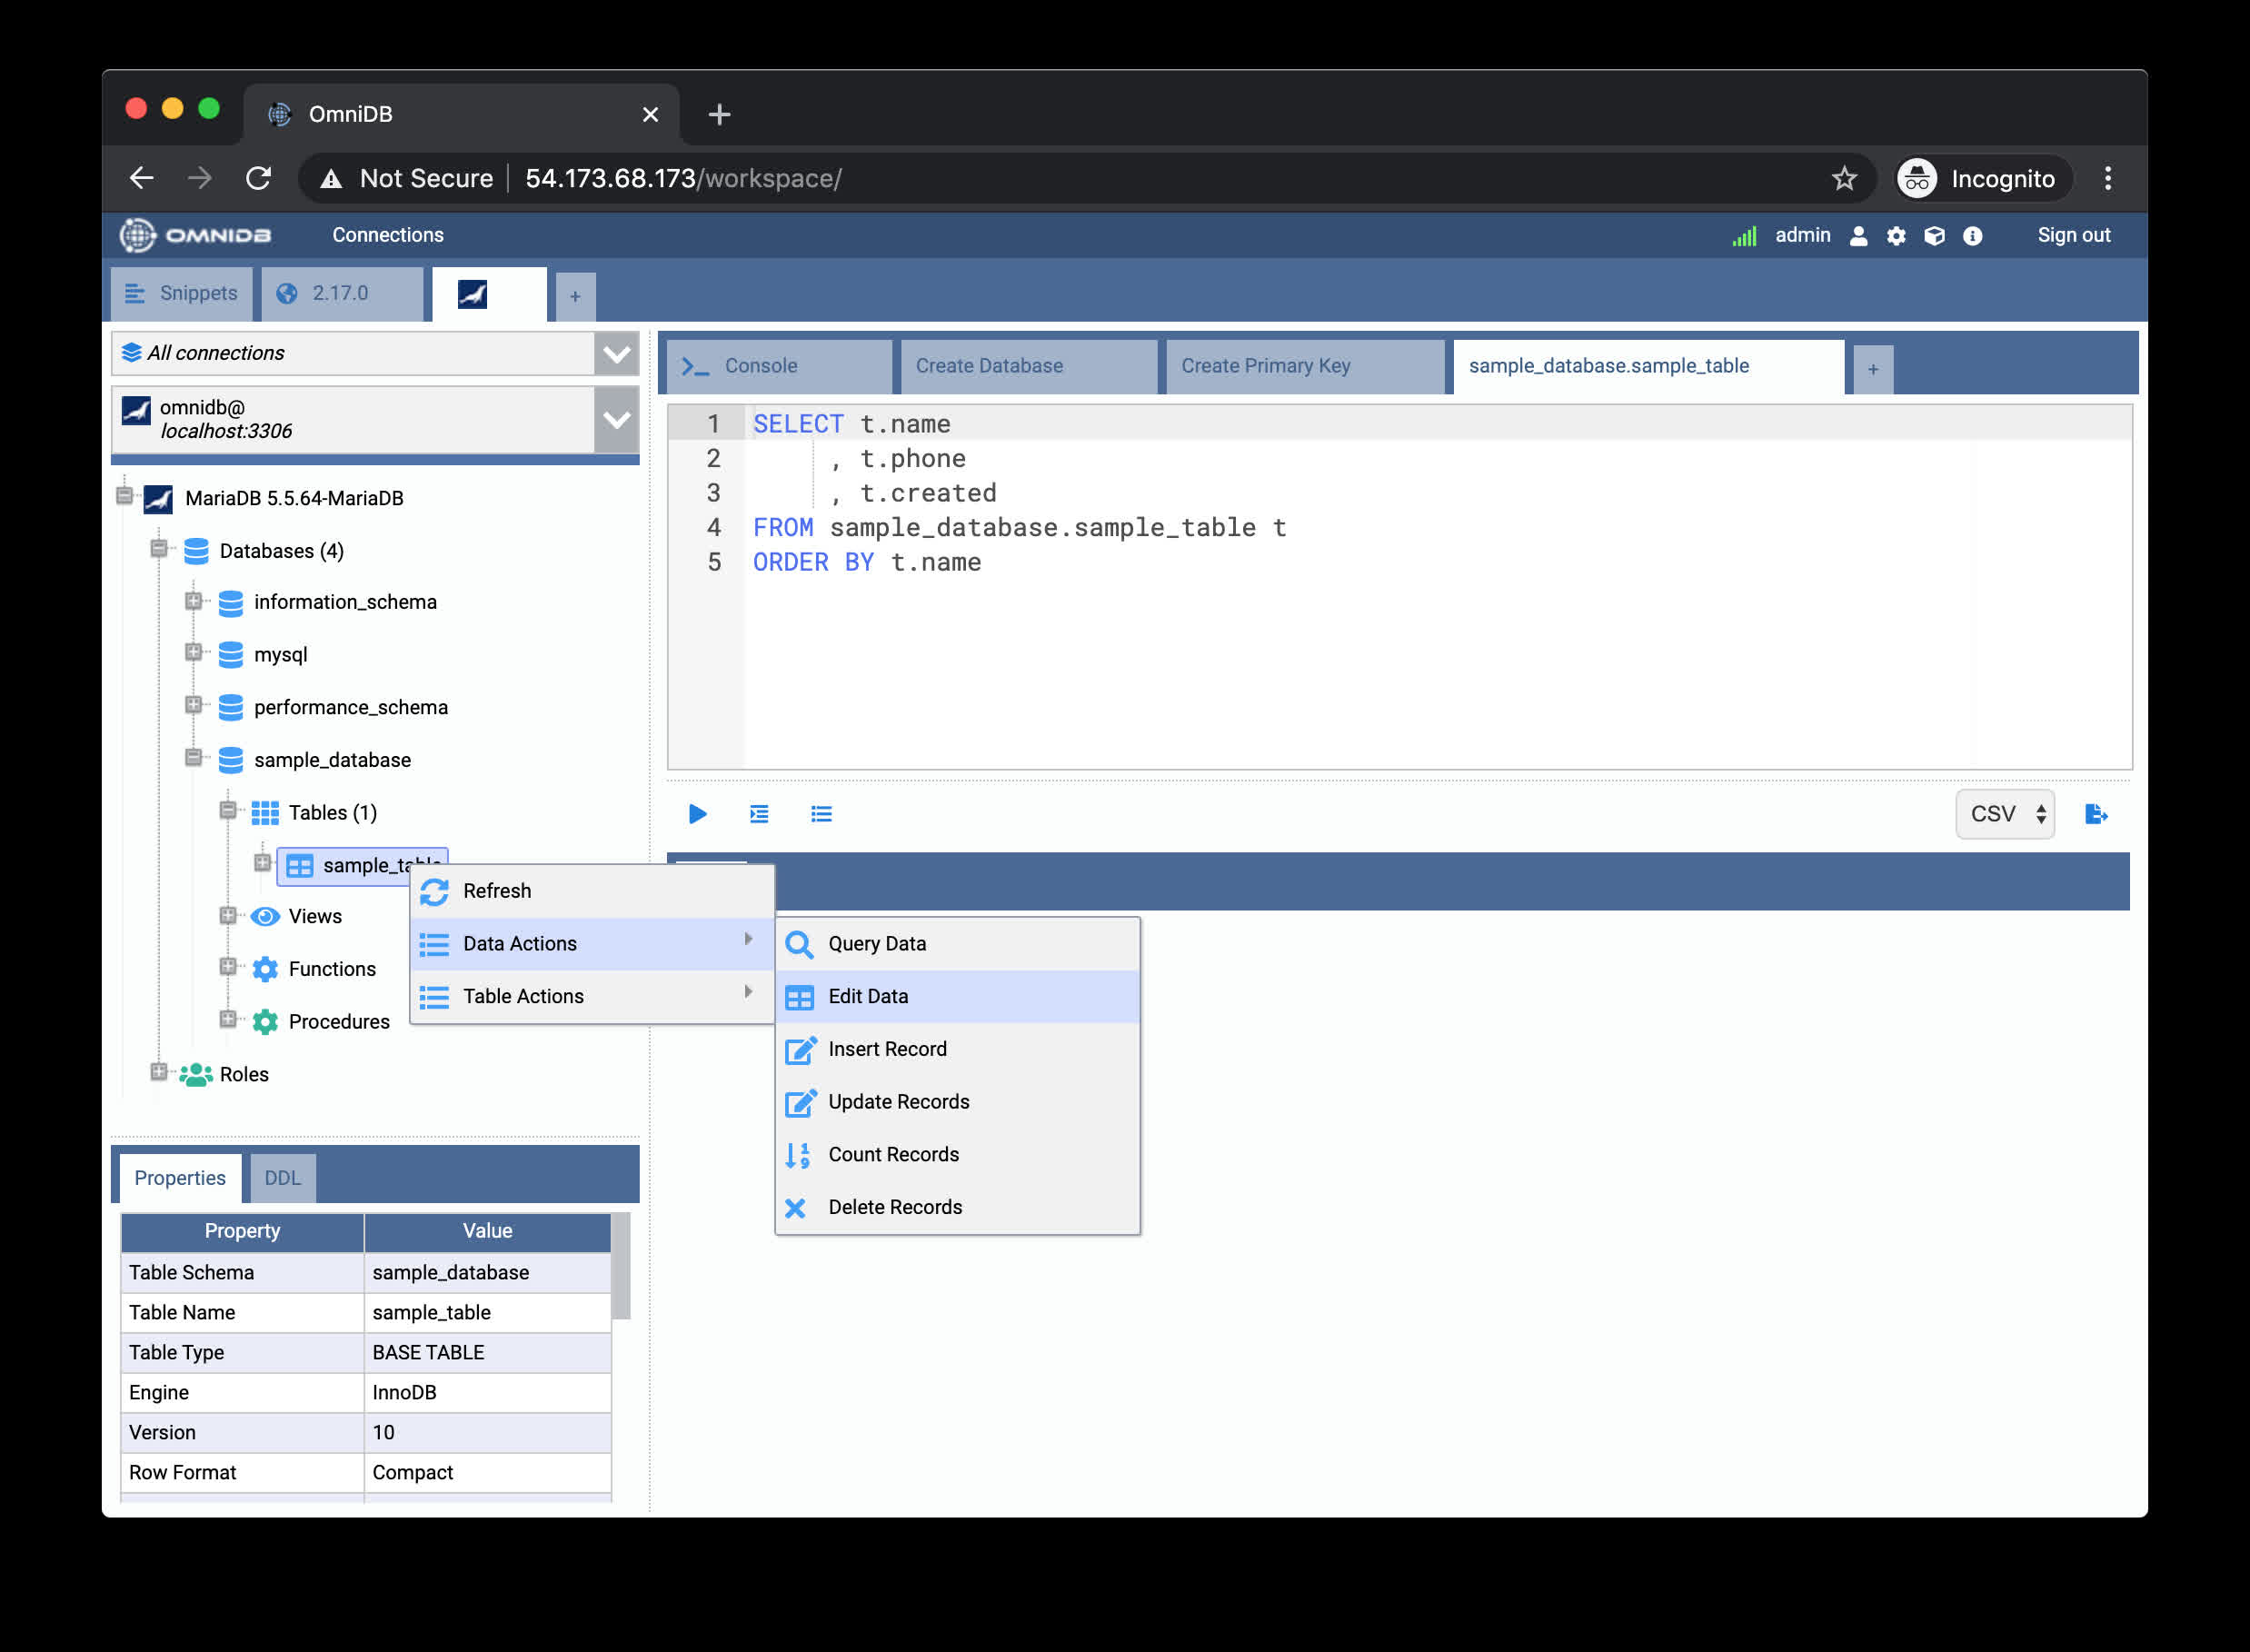 OmniDB
Not Secure 54.173.68.173/workspace/
Incognito
OMNIDB Connections
admin Sign out
Snippets 2.17.0 +
All connections
omnidb@
localhost:3306
MariaDB 5.5.64-MariaDB
Databases (4)
information_schema
mysql
performance_schema
sample_database
Tables (1)
sample_table
Views
Functions
Procedures
Roles
Refresh
Data Actions
Table Actions
Query Data
Edit Data
Insert Record
Update Records
Count Records
Delete Records
Console Create Database Create Primary Key sample_database.sample_table +
1 SELECT t.name
2 , t.phone
3 , t.created
4 FROM sample_database.sample_table t
5 ORDER BY t.name
CSV
Properties DDL
Property Value
Table Schema sample_database
Table Name sample_table
Table Type BASE TABLE
Engine InnoDB
Version 10
Row Format Compact